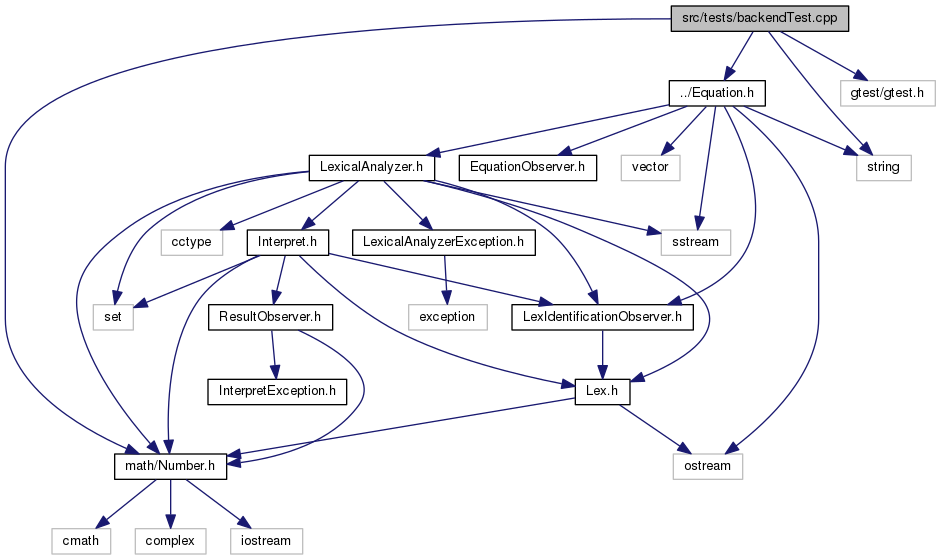 src/tests/backendTest.cpp
../Equation.h
gtest/gtest.h
LexicalAnalyzer.h
EquationObserver.h
vector
string
cctype
Interpret.h
LexicalAnalyzerException.h
sstream
set
ResultObserver.h
exception
LexIdentificationObserver.h
InterpretException.h
Lex.h
math/Number.h
ostream
cmath
complex
iostream